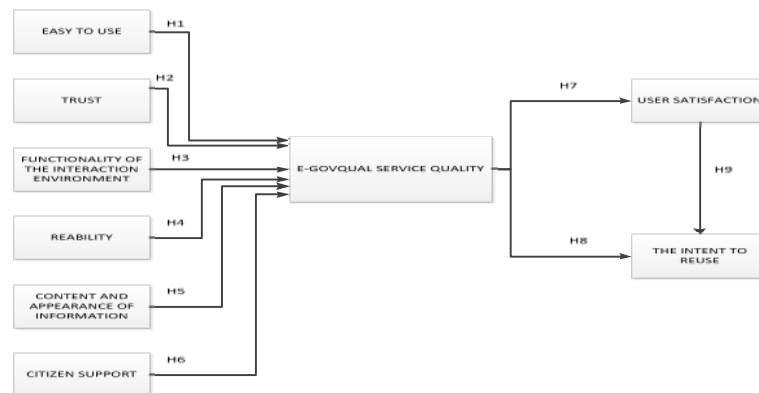 H1
EASY TO USE
H2
TRUST
H7
USER SATISFACTION
FUNCTIONALITY OF
THE INTERACTION
ENVIRONMENT
H3
E-GOVQUAL SERVICE QUALITY
H9
H4
REABILITY
H8
THE INTENT TO
REUSE
CONTENT AND
APPEARANCE OF
INFORMATION
H5
H6
CITIZEN SUPPORT